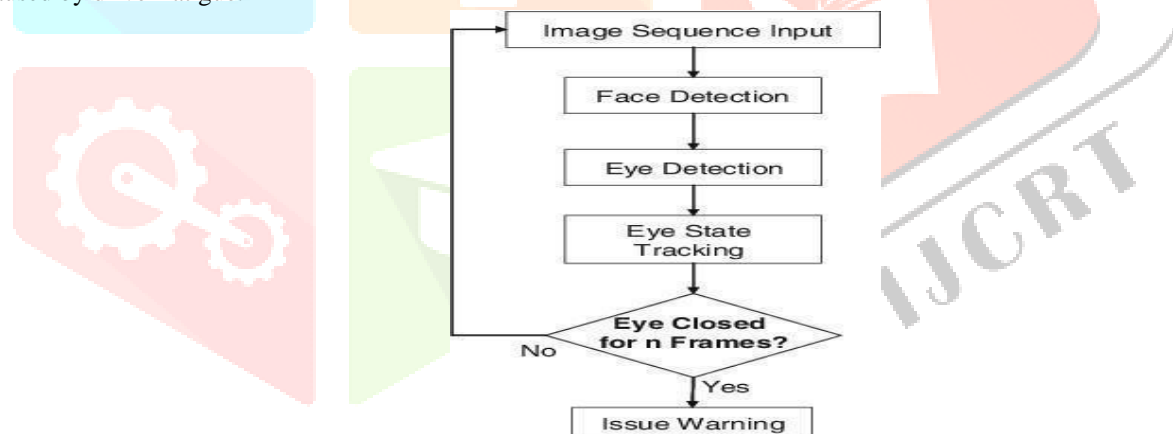 Image Sequence Input
Face Detection
Eye Detection
Eye State
Tracking
Eye Closed
for n Frames?
No
Yes
Issue Warning
IJCRT